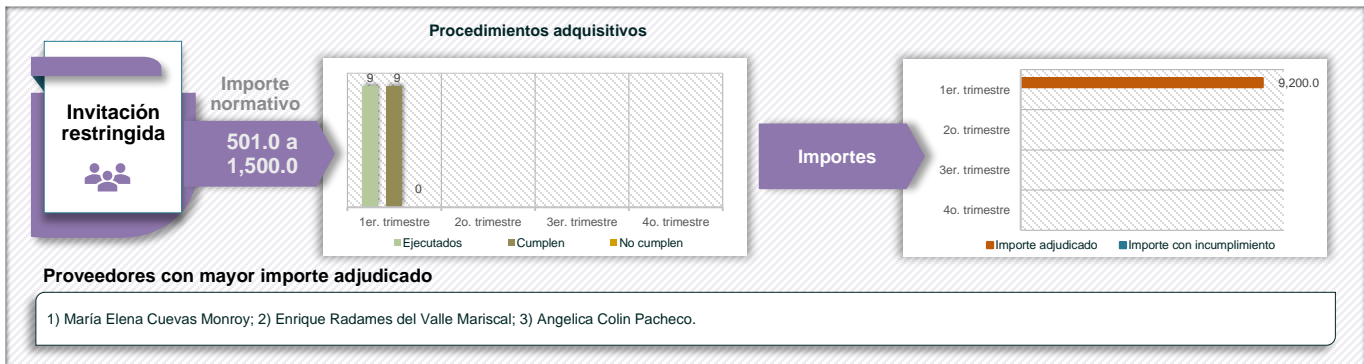 Procedimientos adquisitivos
Invitación
restringida
Importe
normativo
501.0 a
1,500.0
9 9
0
1er. trimestre 2o. trimestre 3er. trimestre 4o. trimestre
Ejecutados Cumplen No cumplen
Importes
1er. trimestre
9,200.0
2o. trimestre
3er. trimestre
4o. trimestre
Importe adjudicado Importe con incumplimiento
Proveedores con mayor importe adjudicado
1) María Elena Cuevas Monroy; 2) Enrique Radames del Valle Mariscal; 3) Angelica Colin Pacheco.